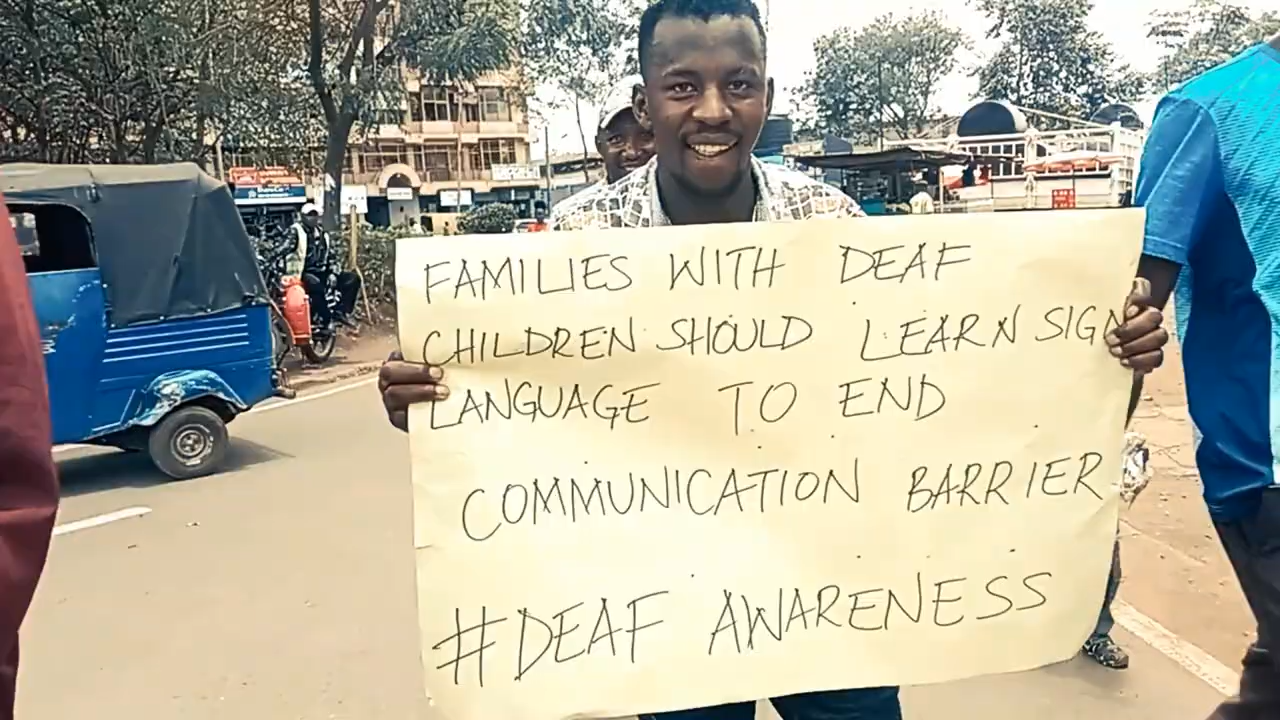 FAMILIES WITH DEAF
CHILDREN SHOULD LEARN SIGN
LANGUAGE TO END
COMMUNICATION BARRIER
#DEAF AWARENESS